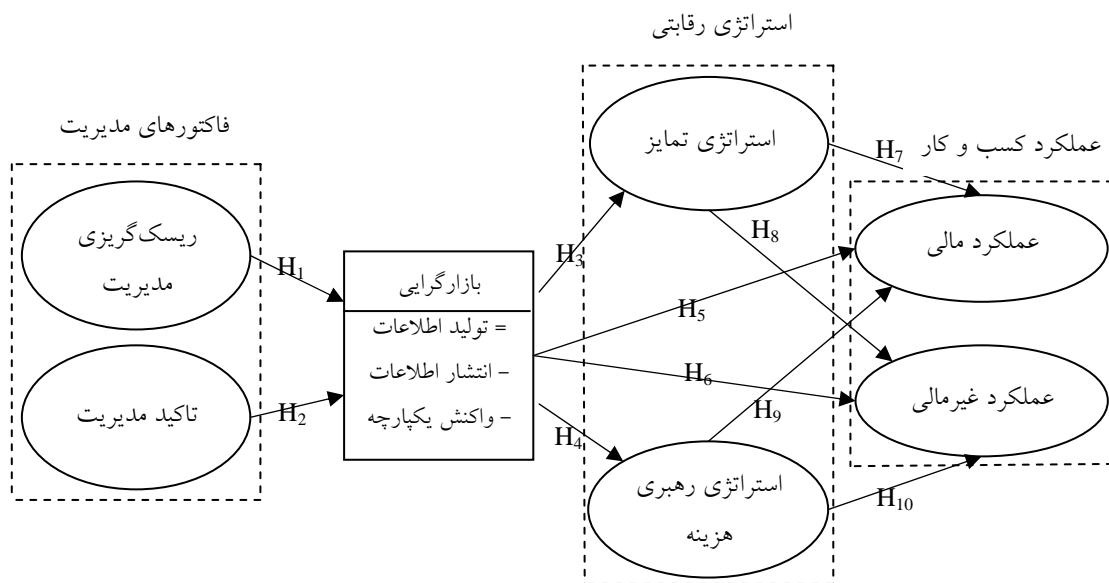 استراتژی رقابتی
فاکتورهای مدیریت
عملکرد کسب و کار
ریسک‌گریزی
مدیریت
تاکید مدیریت
H1
H2
بازارگرایی
= تولید اطلاعات
- انتشار اطلاعات
- واکنش یکپارچه
H3
H4
H5
H6
استراتژی تمایز
استراتژی رهبری
هزینه
H7
H8
H9
H10
عملکرد مالی
عملکرد غیرمالی